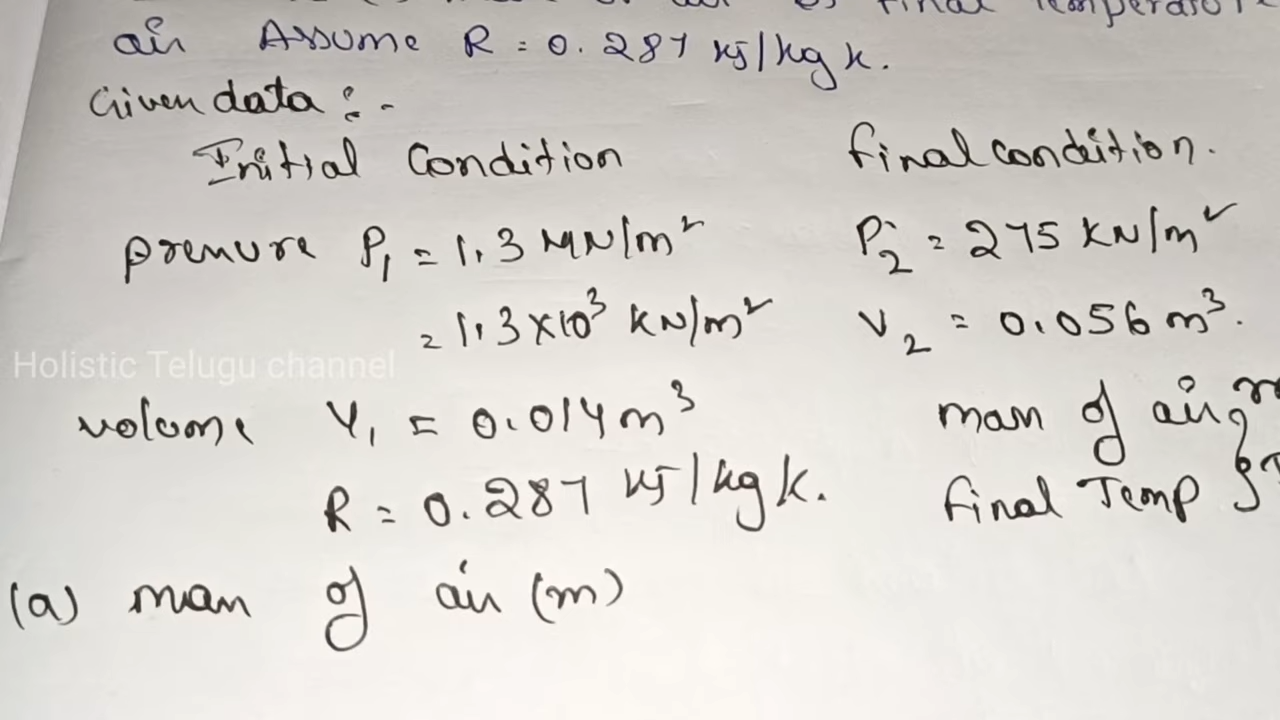 final Temperature
air Assume R = 0.287 kJ/kg k.
Given data :-
Initial Condition
final condition.
pressure P₁ = 1.3 MN/m²
P₂ = 275 KN/m²
= 1.3×10³ KN/m²
V₂ = 0.056 m³.
Holistic Telugu channel
volume V₁ = 0.014 m³
mass of air
R = 0.287 kJ/kg k.
final Temp
(a) mass of air (m)